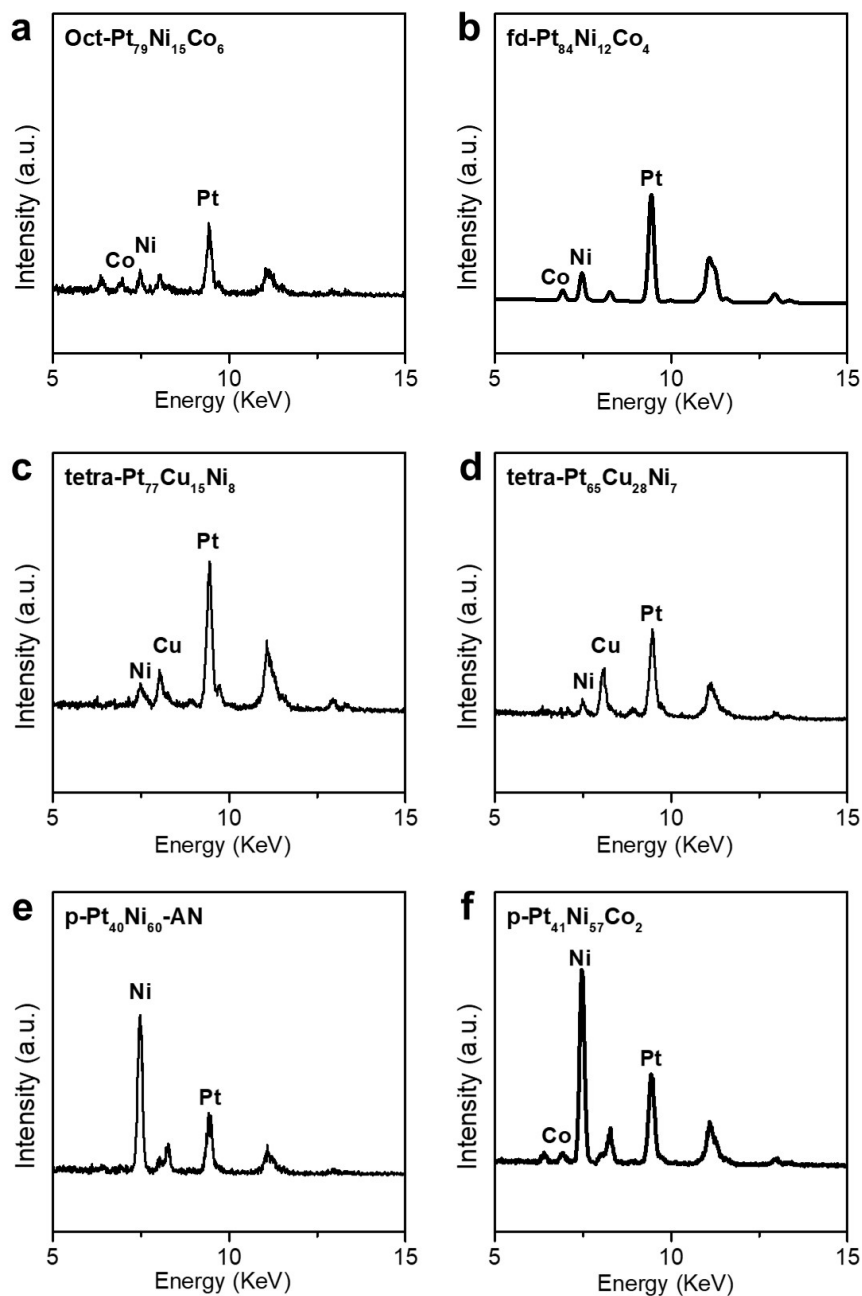 a
Oct-Pt₇₉Ni₁₅Co₆
Intensity (a.u.)
Co
Ni
Pt
5
10
15
Energy (KeV)
b
fd-Pt₈₄Ni₁₂Co₄
Intensity (a.u.)
Co
Ni
Pt
5
10
15
Energy (KeV)
c
tetra-Pt₇₇Cu₁₅Ni₈
Intensity (a.u.)
Ni
Cu
Pt
5
10
15
Energy (KeV)
d
tetra-Pt₆₅Cu₂₈Ni₇
Intensity (a.u.)
Ni
Cu
Pt
5
10
15
Energy (KeV)
e
p-Pt₄₀Ni₆₀-AN
Intensity (a.u.)
Ni
Pt
5
10
15
Energy (KeV)
f
p-Pt₄₁Ni₅₇Co₂
Intensity (a.u.)
Co
Ni
Pt
5
10
15
Energy (KeV)